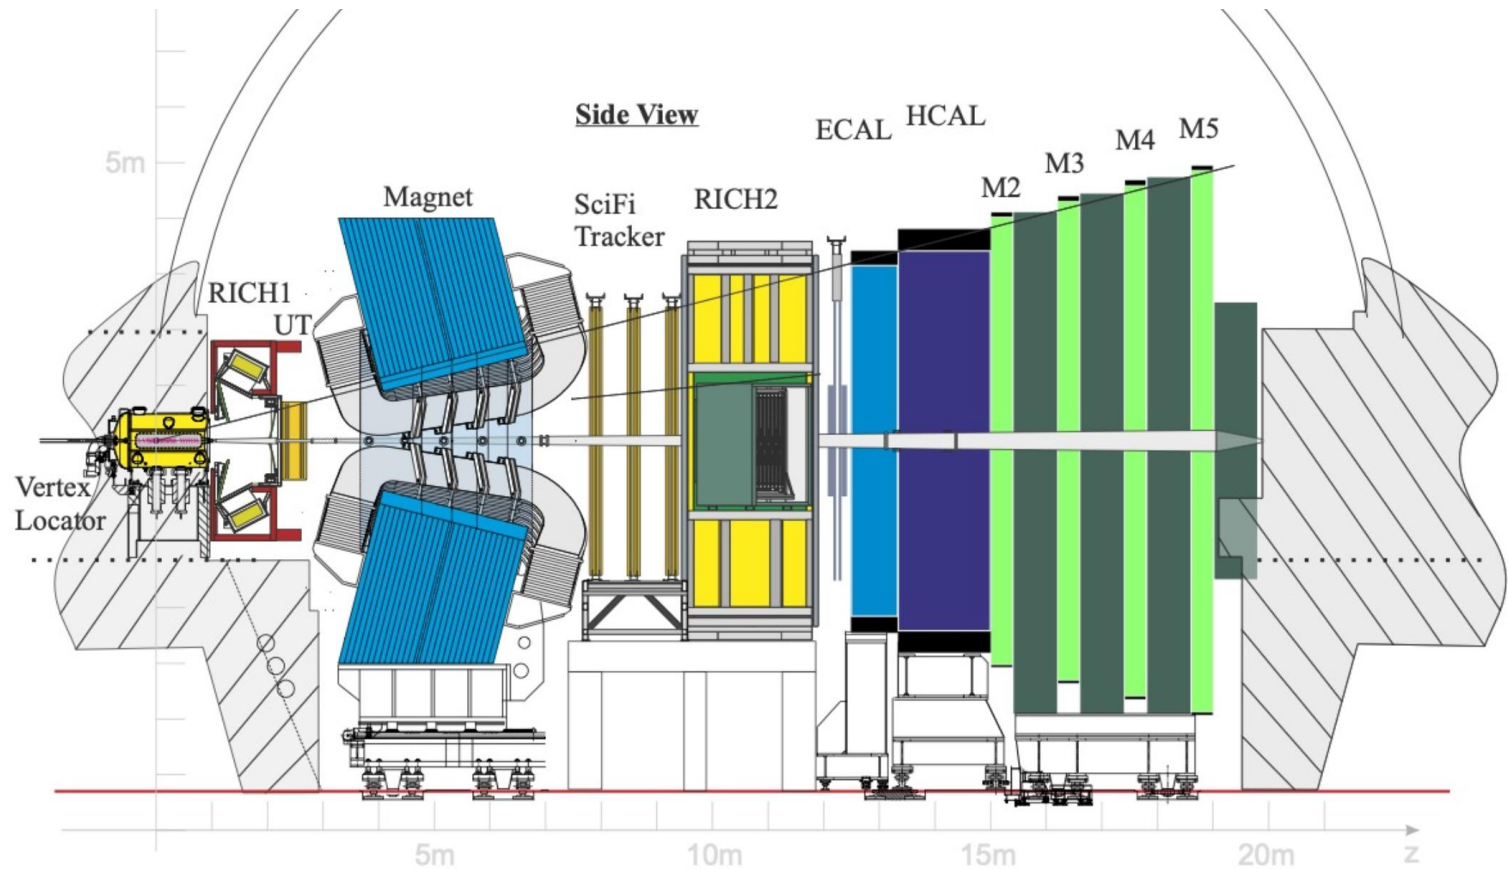 Side View
ECAL
HCAL
M5
M4
M3
M2
5m
Magnet
SciFi
Tracker
RICH2
RICH1
UT
Vertex
Locator
5m
10m
15m
20m
z